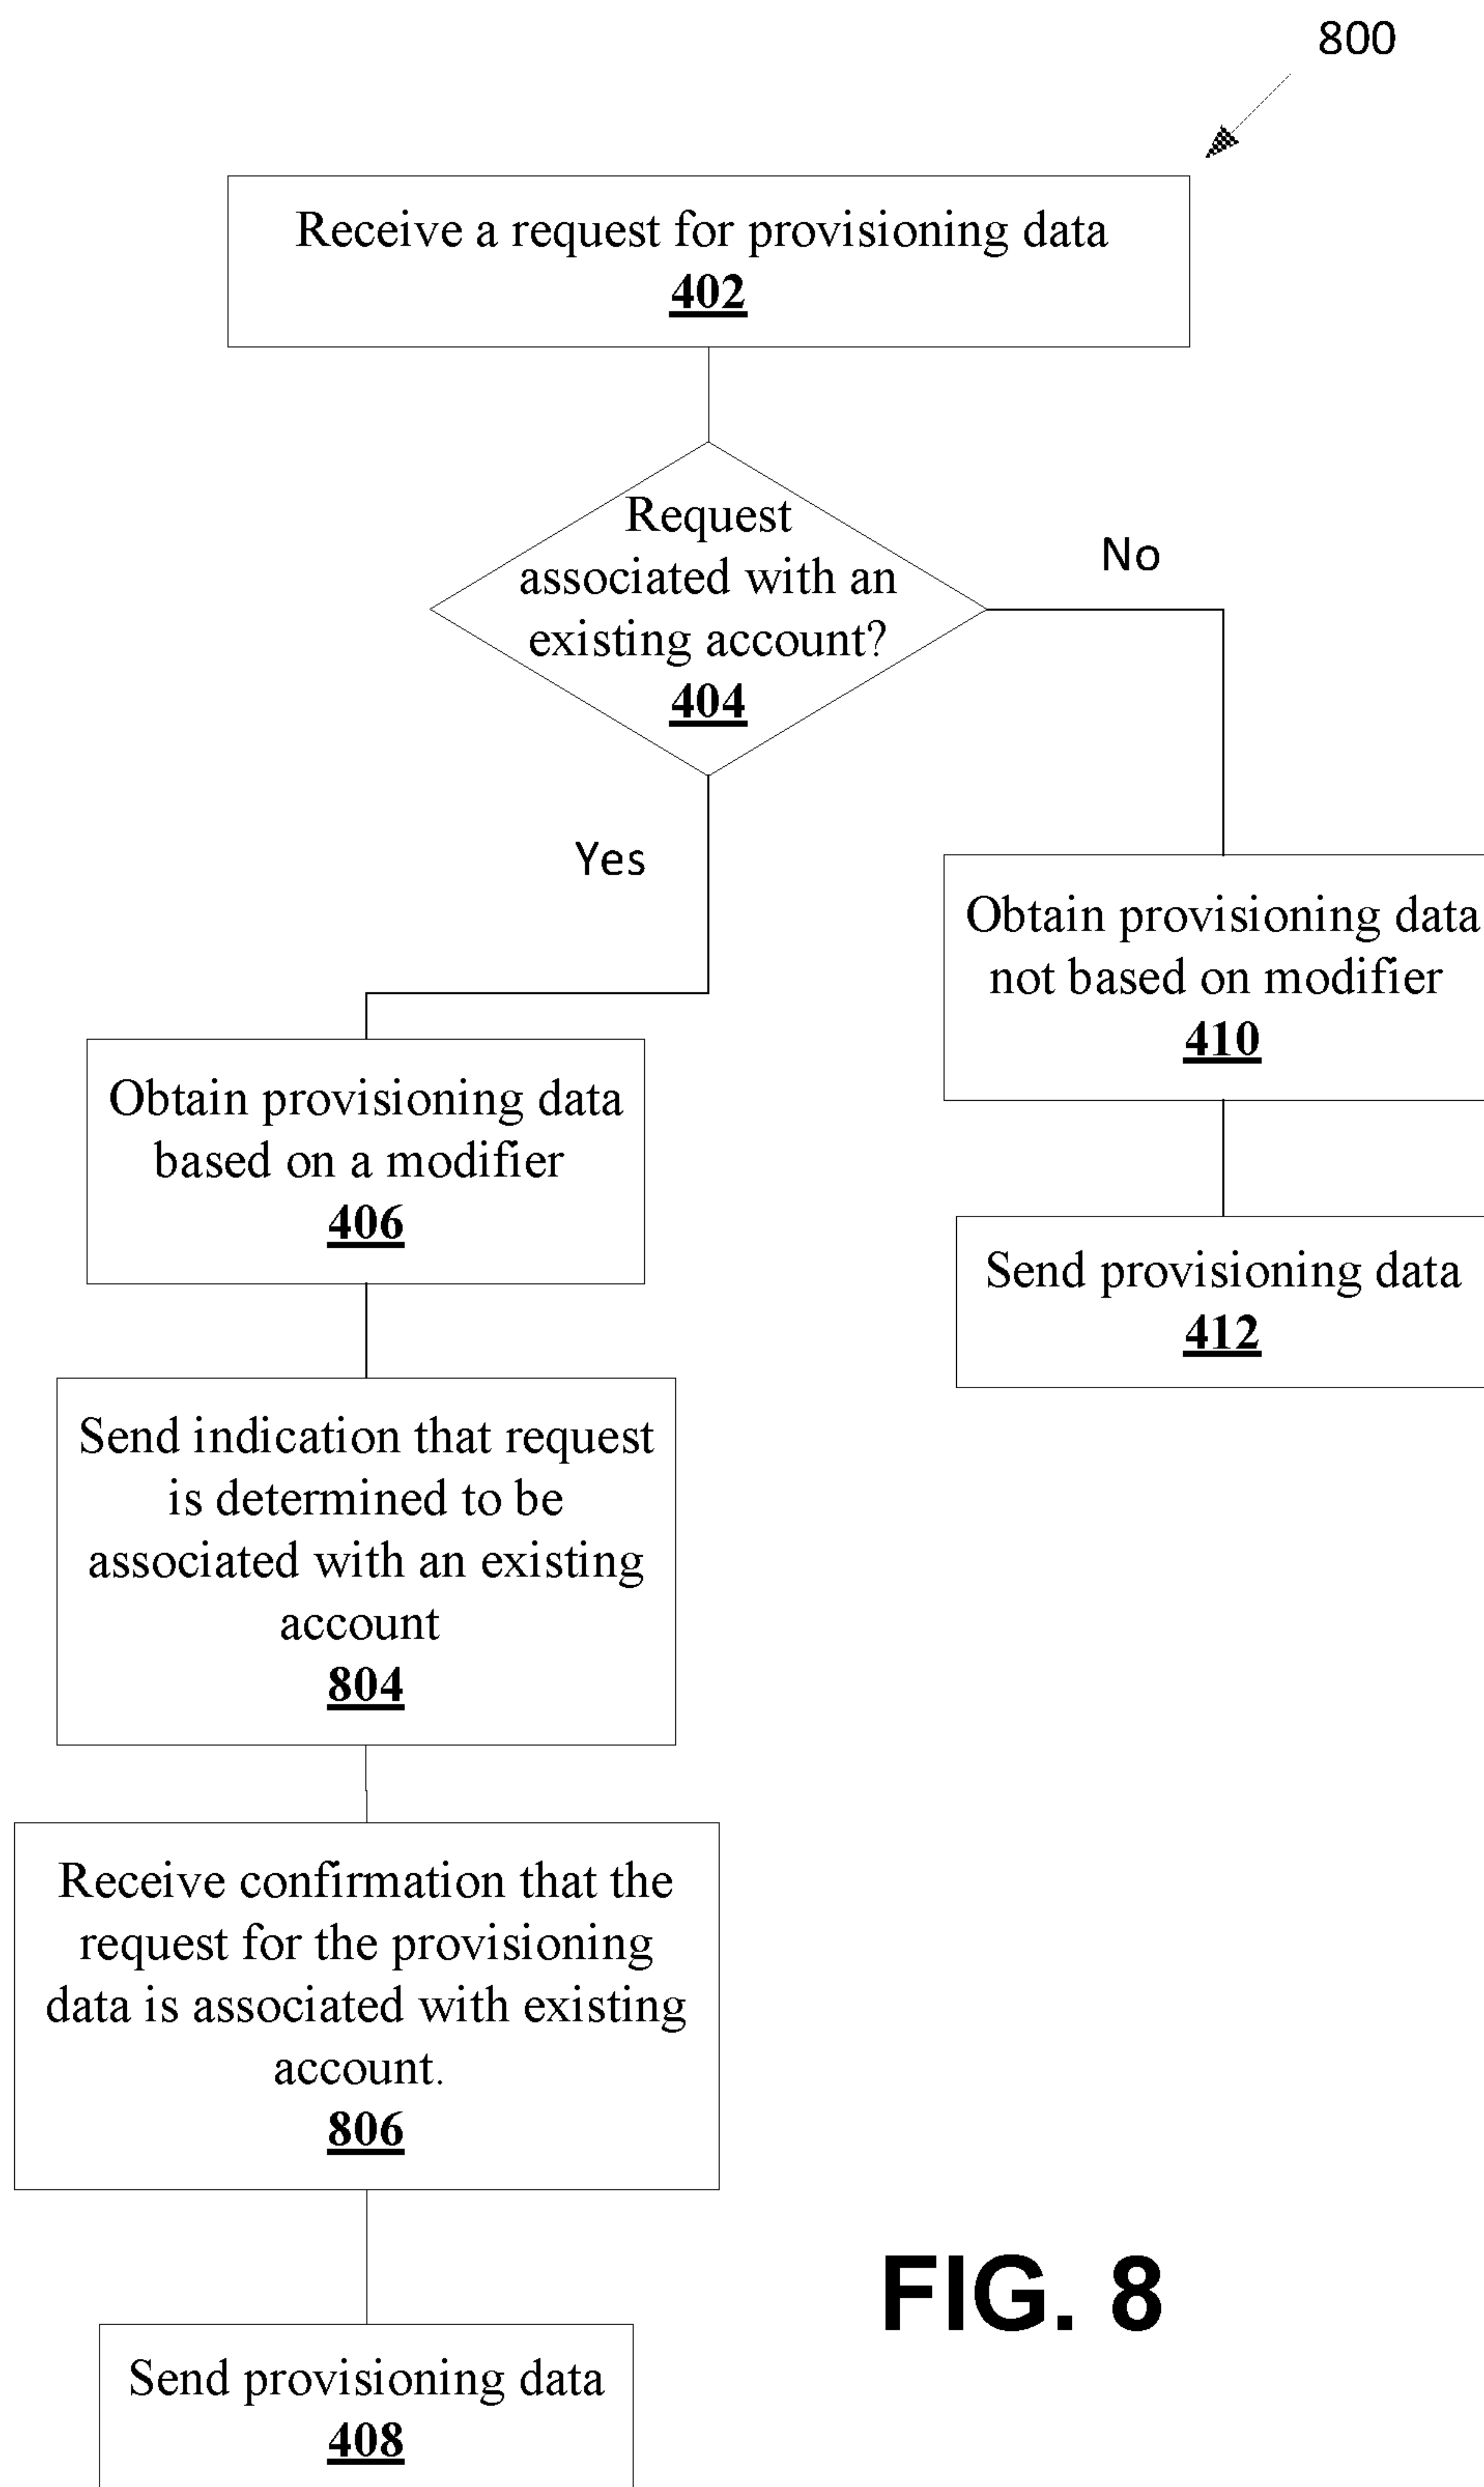 800
Receive a request for provisioning data
402
Request
associated with an
existing account?
404
No
Yes
Obtain provisioning data
not based on modifier
410
Obtain provisioning data
based on a modifier
406
Send provisioning data
412
Send indication that request
is determined to be
associated with an existing
account
804
Receive confirmation that the
request for the provisioning
data is associated with existing
account.
806
Send provisioning data
408
FIG. 8